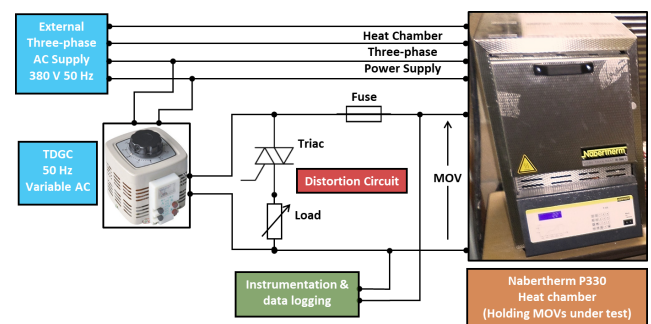 External
Three-phase
AC Supply
380 V 50 Hz
Heat Chamber
Three-phase
Power Supply
Fuse
Triac
TDGC
50 Hz
Variable AC
Distortion Circuit
MOV
Load
Instrumentation &
data logging
Nabertherm
Nabertherm P330
Heat chamber
(Holding MOVs under test)